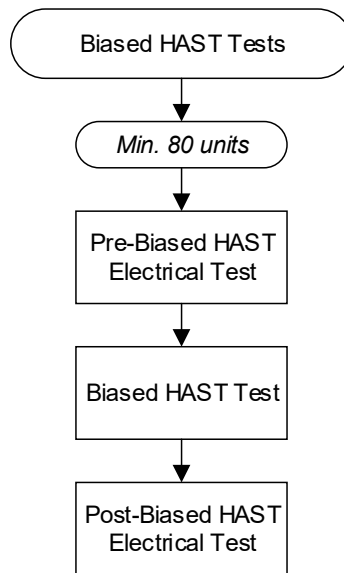 Biased HAST Tests
Min. 80 units
Pre-Biased HAST
Electrical Test
Biased HAST Test
Post-Biased HAST
Electrical Test